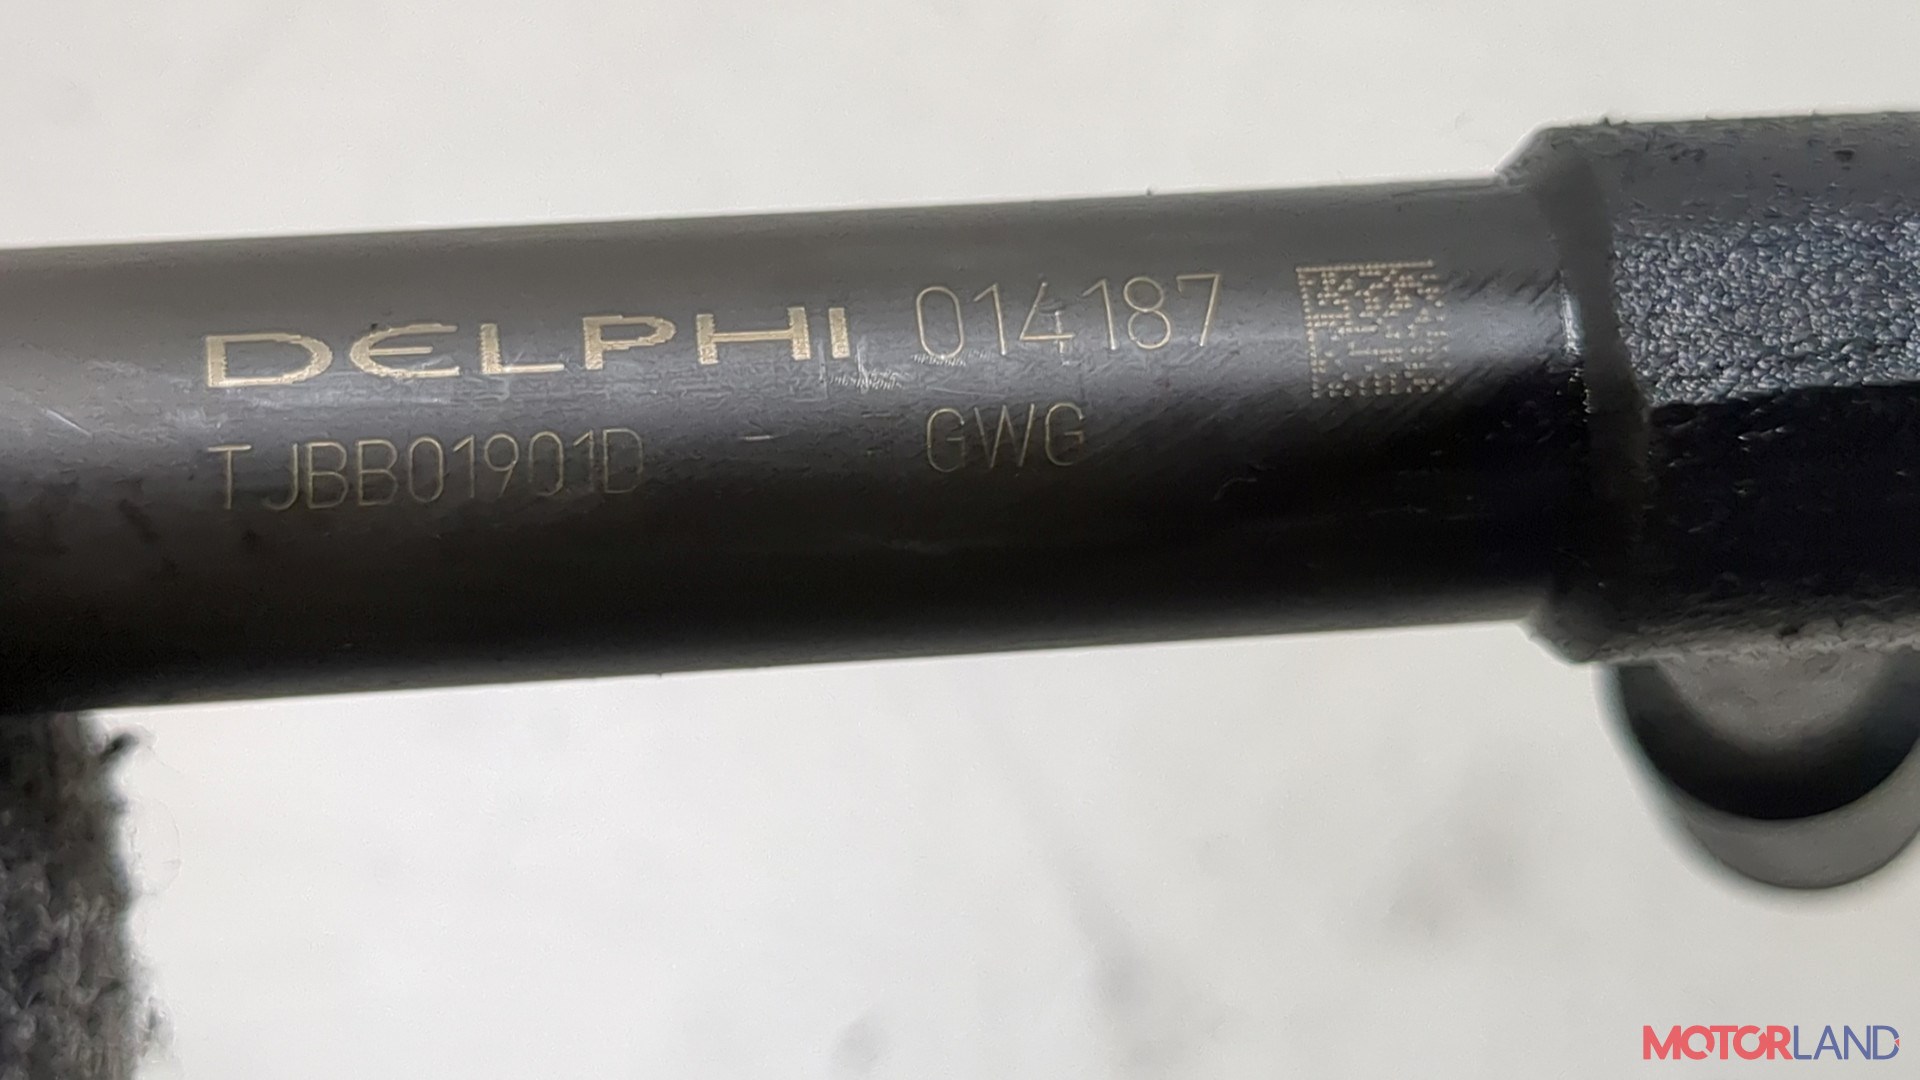 DELPHI 014187
TJBB01901D GWG
MOTORLAND